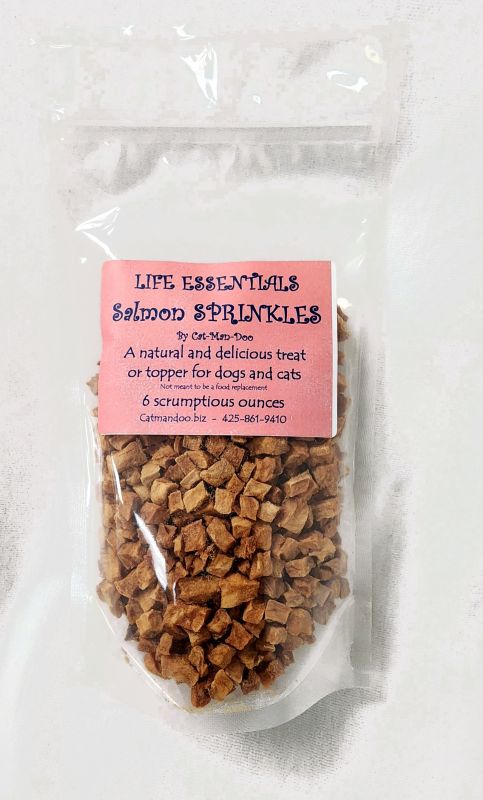 LIFE ESSENTIALS
Salmon SPRINKLES
By Cat-Man-Doo
A natural and delicious treat
or topper for dogs and cats
Not meant to be a food replacement
6 scrumptious ounces
Catmandoo.biz - 425-861-9410